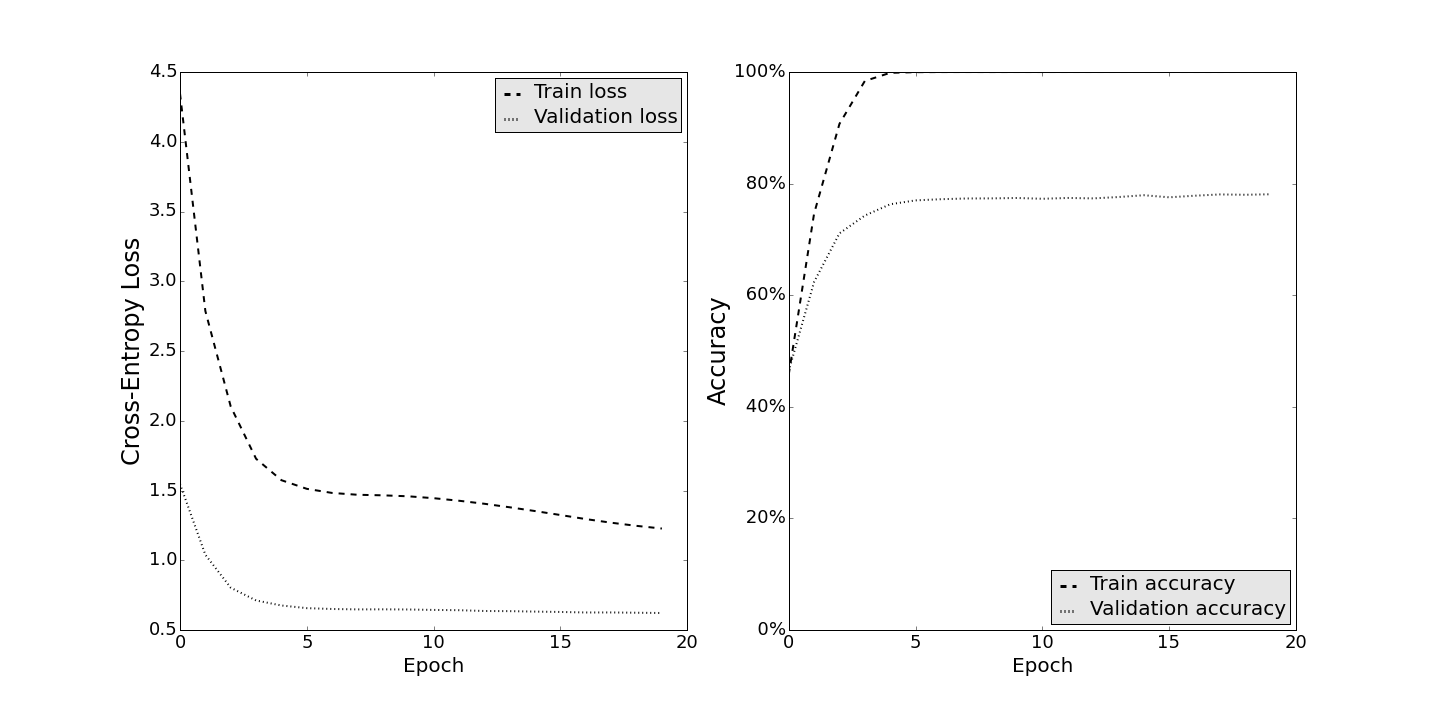 4.5
4.0
3.5
3.0
2.5
2.0
1.5
1.0
0.5
Cross-Entropy Loss
Train loss
Validation loss
0 5 10 15 20
Epoch
100%
80%
60%
40%
20%
0%
Accuracy
Train accuracy
Validation accuracy
0 5 10 15 20
Epoch